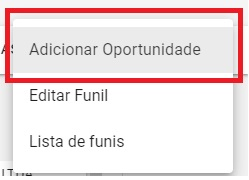 Adicionar Oportunidade
Editar Funil
Lista de funis